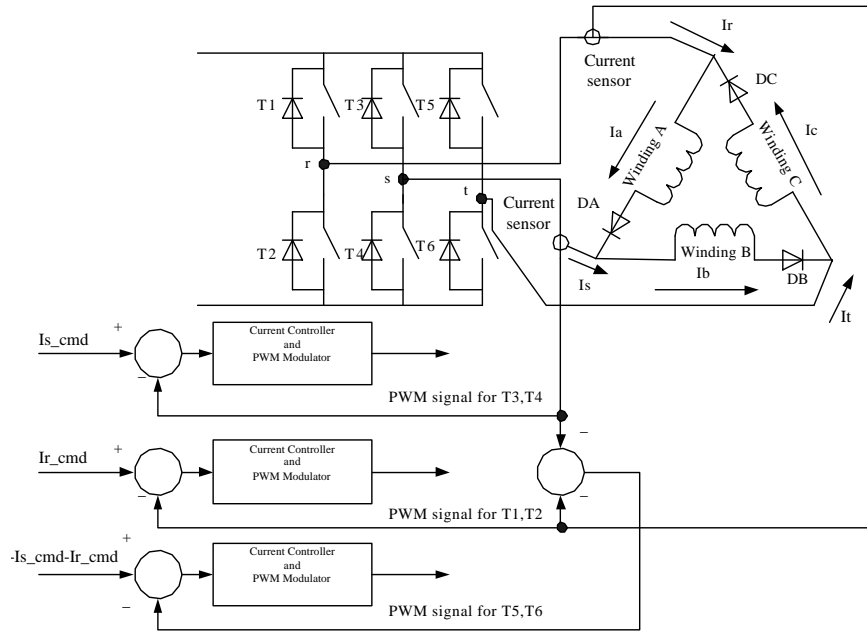 Ir
Current
sensor
DC
T1
T3
T5
Ia
Winding A
Ic
Winding C
r
s
t
DA
Current
sensor
T2
T4
T6
Winding B
Is
Ib
DB
It
Is_cmd
+
−
Current Controller
and
PWM Modulator
PWM signal for T3,T4
−
Ir_cmd
+
−
Current Controller
and
PWM Modulator
−
PWM signal for T1,T2
-Is_cmd-Ir_cmd
+
−
Current Controller
and
PWM Modulator
PWM signal for T5,T6